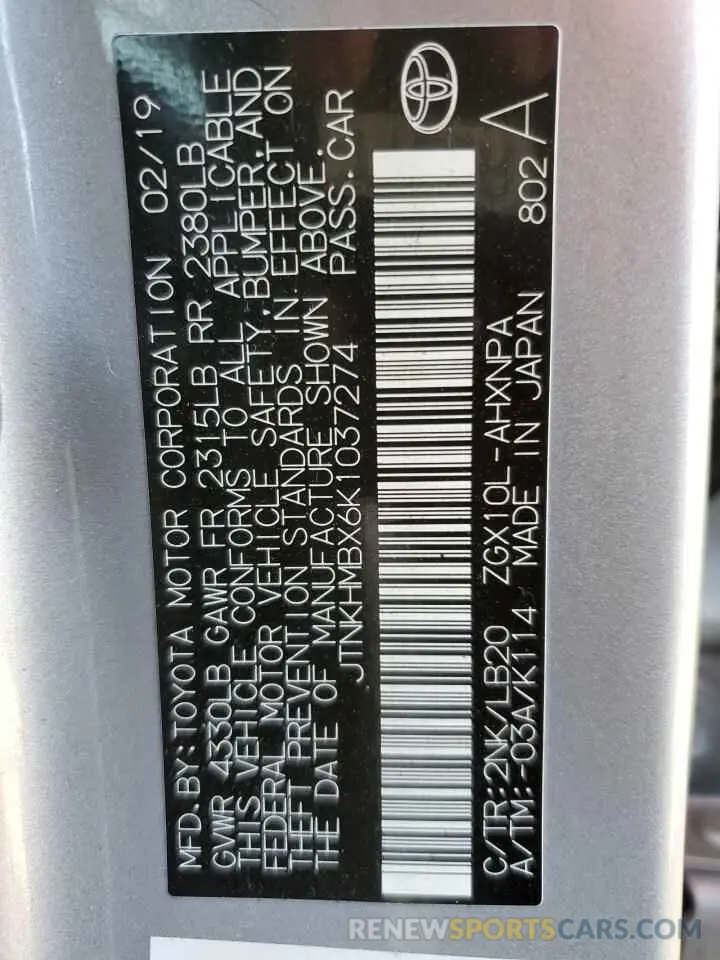 MFD.BY:TOYOTA MOTOR CORPORATION 02/19
GVWR 4330LB GAWR FR 2315LB RR 2380LB
THIS VEHICLE CONFORMS TO ALL APPLICABLE
FEDERAL MOTOR VEHICLE SAFETY,BUMPER,AND
THEFT PREVENTION STANDARDS IN EFFECT ON
THE DATE OF MANUFACTURE SHOWN ABOVE.
JTNKHMBX6K1037274 PASS.CAR
C/TR:2NK/LB20 ZGX10L-AHXNPA
A/TM:-03A/K114 MADE IN JAPAN 802 A
RENEWSPORTSCARS.COM